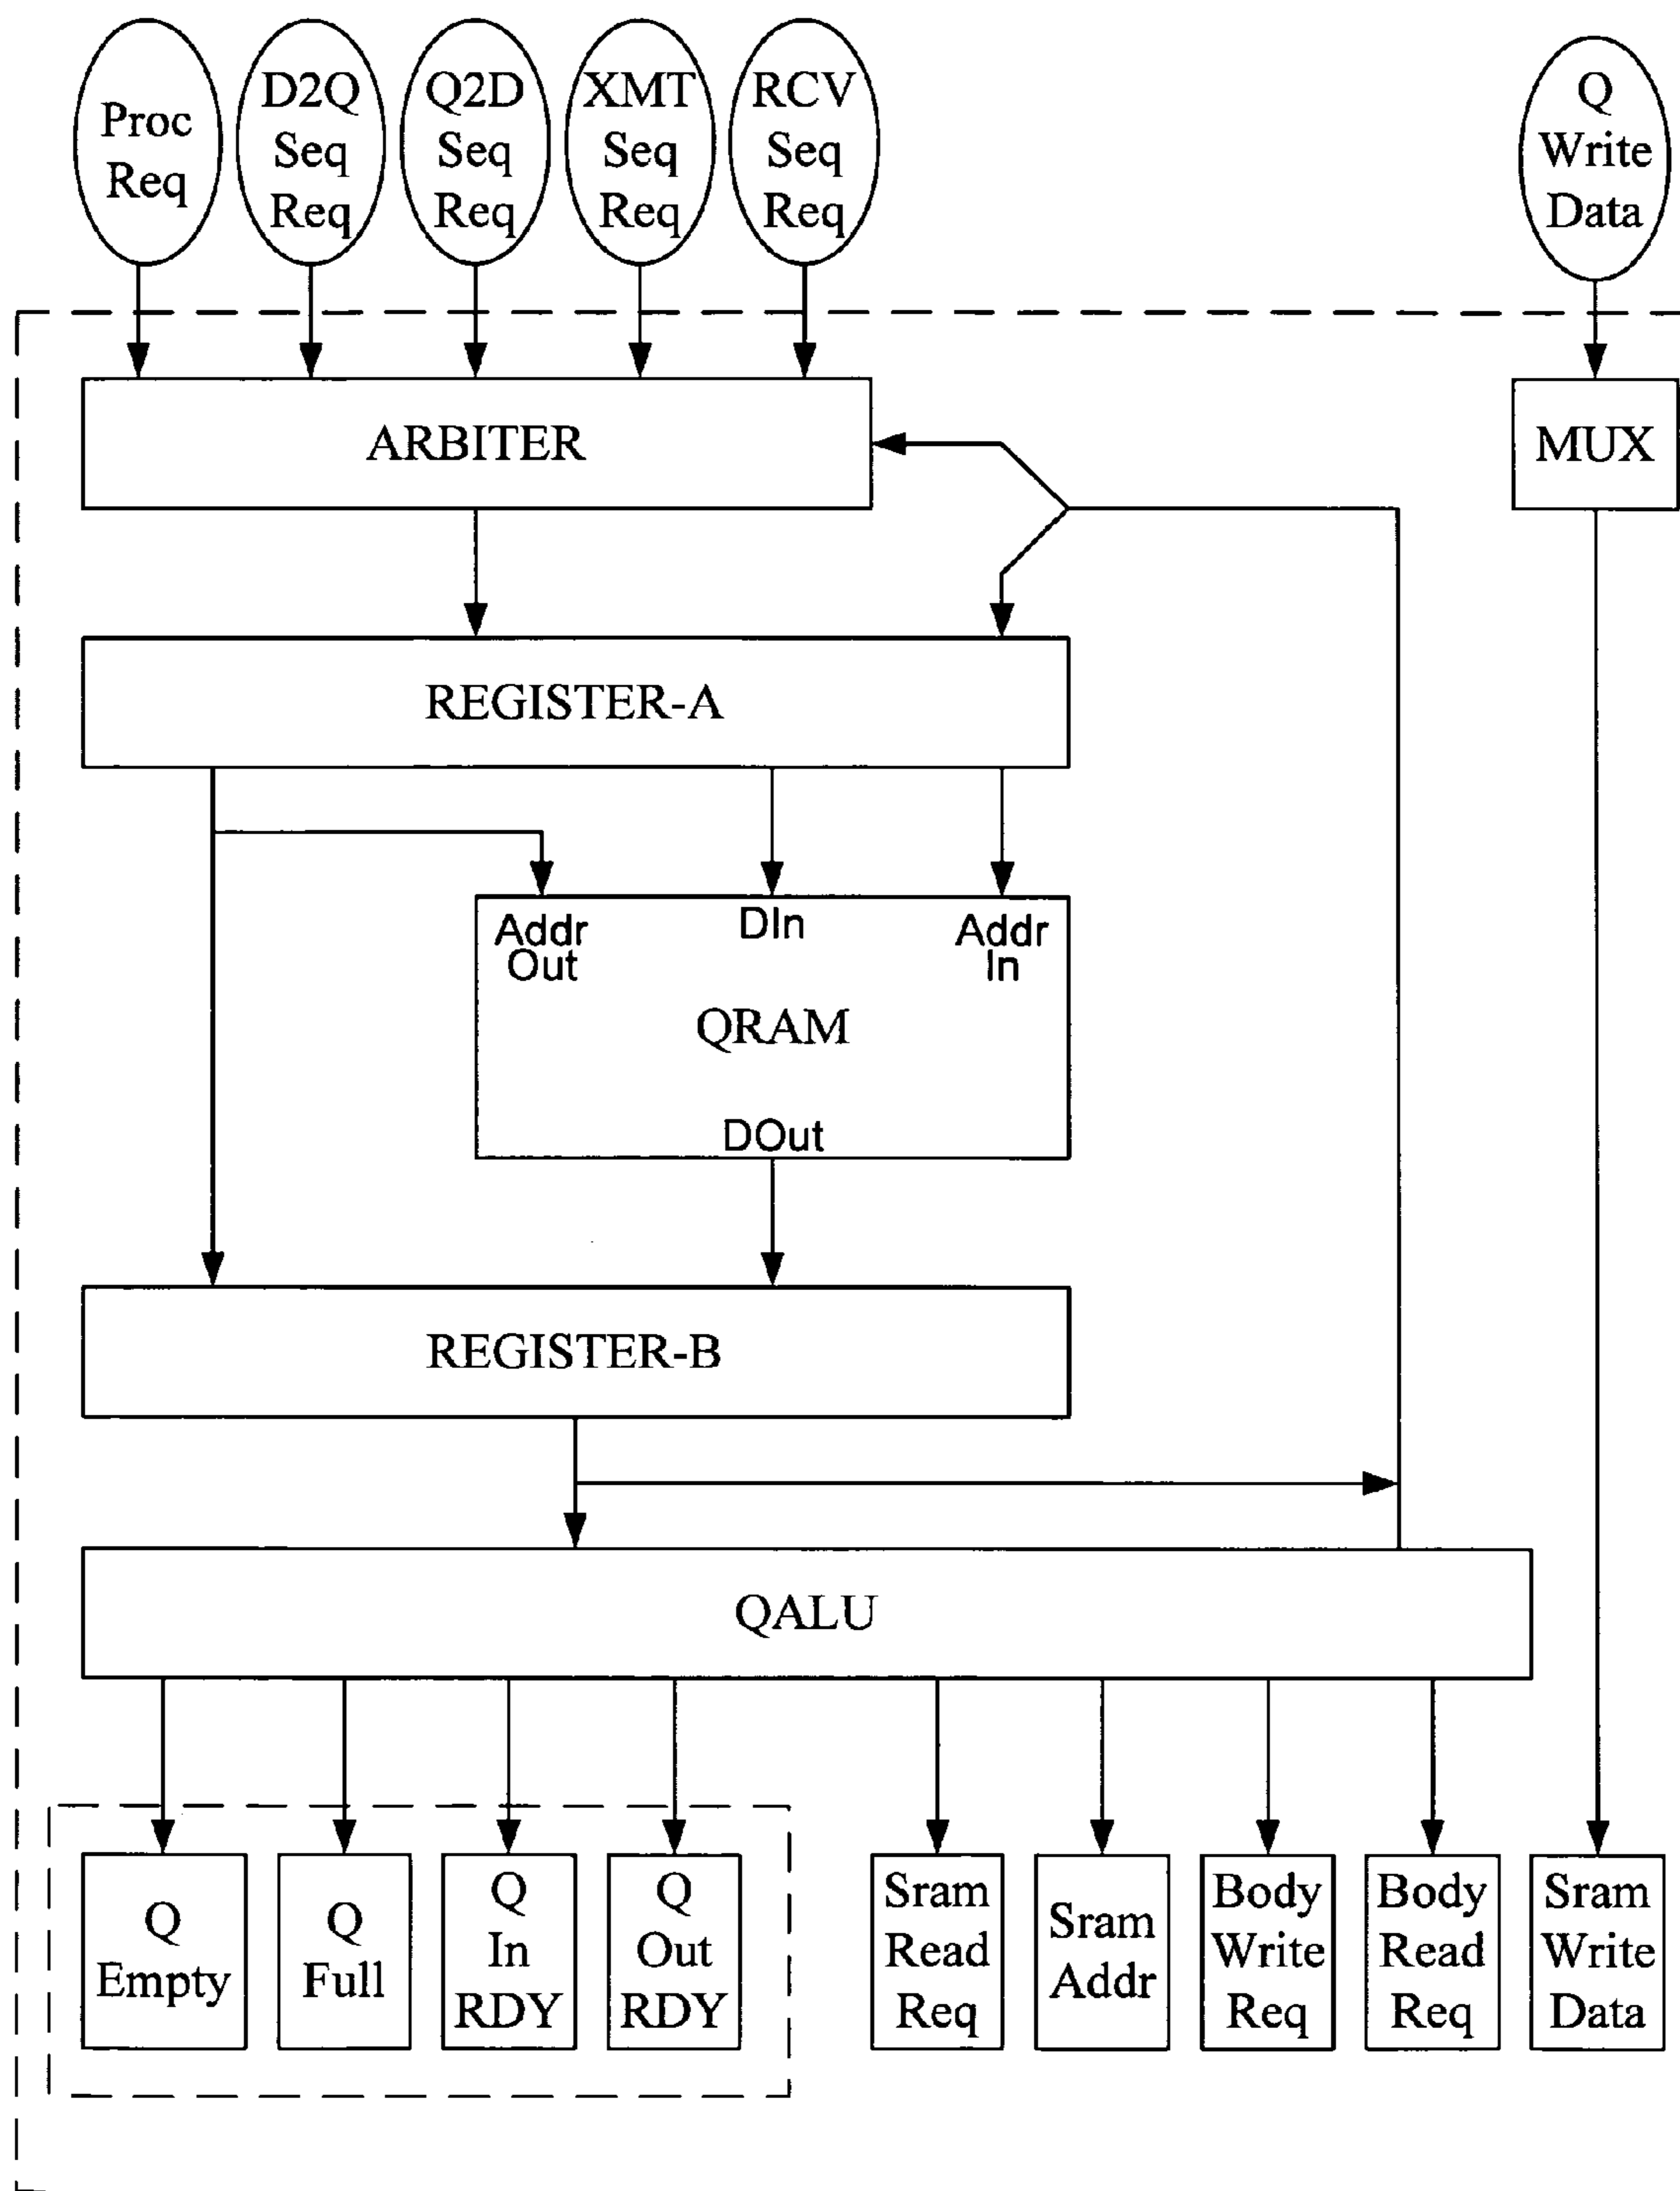 Proc
Req
D2Q
Seq
Req
Q2D
Seq
Req
XMT
Seq
Req
RCV
Seq
Req
Q
Write
Data
ARBITER
MUX
REGISTER-A
Addr
Out
DIn
Addr
In
QRAM
DOut
REGISTER-B
QALU
Q
Empty
Q
Full
Q
In
RDY
Q
Out
RDY
Sram
Read
Req
Sram
Addr
Body
Write
Req
Body
Read
Req
Sram
Write
Data